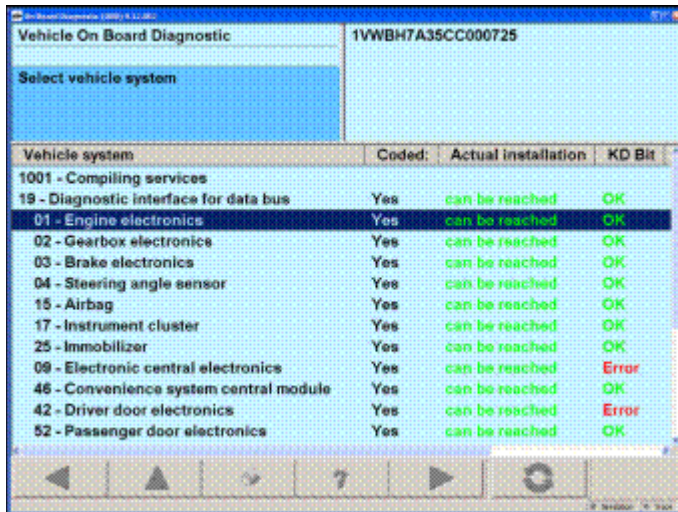 On Board Diagnostic (OBD)
Vehicle On Board Diagnostic
1VWBH7A35CC000725
Select vehicle system
Vehicle system Coded: Actual installation KD Bit
1001 - Compiling services
19 - Diagnostic interface for data bus Yes can be reached OK
01 - Engine electronics Yes can be reached OK
02 - Gearbox electronics Yes can be reached OK
03 - Brake electronics Yes can be reached OK
04 - Steering angle sensor Yes can be reached OK
15 - Airbag Yes can be reached OK
17 - Instrument cluster Yes can be reached OK
25 - Immobilizer Yes can be reached OK
09 - Electronic central electronics Yes can be reached Error
46 - Convenience system central module Yes can be reached OK
42 - Driver door electronics Yes can be reached Error
52 - Passenger door electronics Yes can be reached OK
?